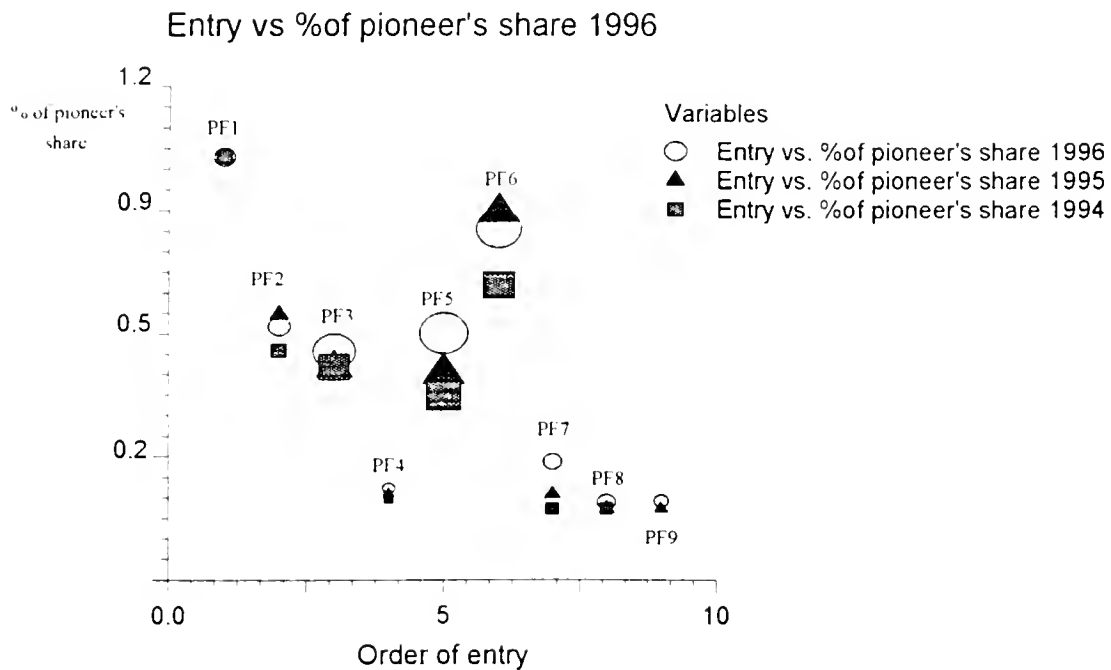 Entry vs %of pioneer's share 1996
1.2
% of pioneer's
share
PF1
Variables
Entry vs. %of pioneer's share 1996
Entry vs. %of pioneer's share 1995
Entry vs. %of pioneer's share 1994
PF6
0.9
PF2
PF3
PF5
0.5
PF7
0.2
PF4
PF8
PF9
0.0
5
10
Order of entry